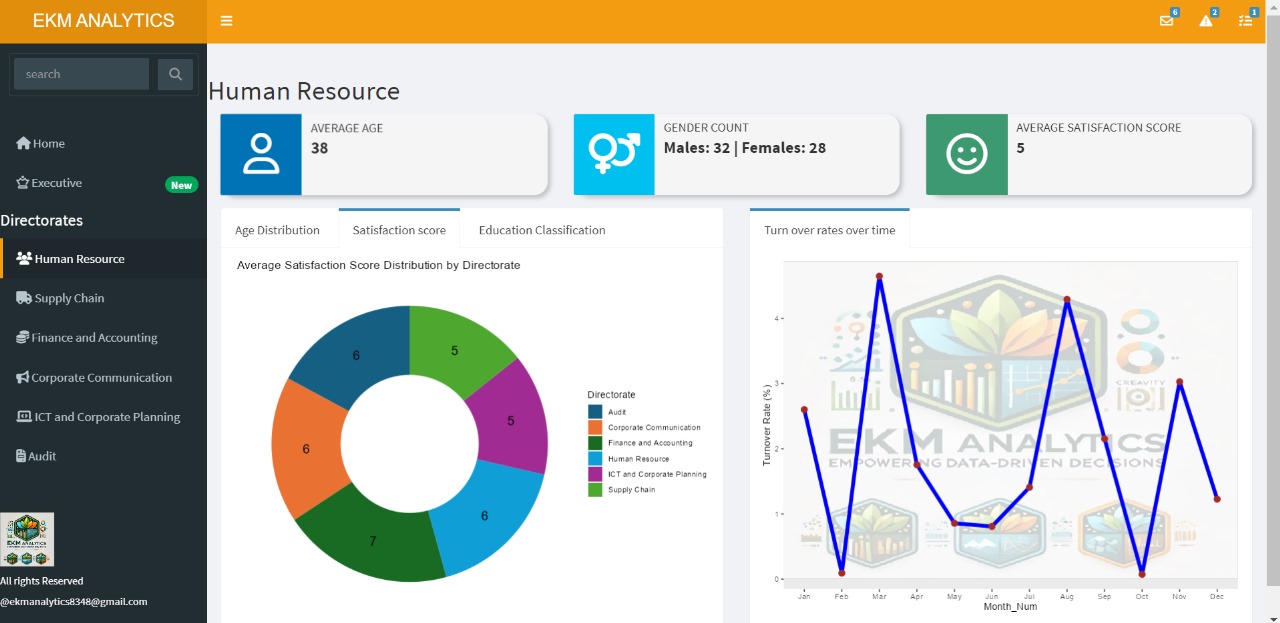 EKM ANALYTICS
6
2
1
search
Home
Executive
New
Directorates
Human Resource
Supply Chain
Finance and Accounting
Corporate Communication
ICT and Corporate Planning
Audit
EKM ANALYTICS
All rights Reserved
@ekmanalytics8348@gmail.com
Human Resource
AVERAGE AGE
38
GENDER COUNT
Males: 32 | Females: 28
AVERAGE SATISFACTION SCORE
5
Age Distribution
Satisfaction score
Education Classification
Average Satisfaction Score Distribution by Directorate
6
5
6
5
7
6
Directorate
Audit
Corporate Communication
Finance and Accounting
Human Resource
ICT and Corporate Planning
Supply Chain
Turn over rates over time
Turnover Rate (%)
4
3
2
1
0
CREAVITY
EKM ANALYTICS
EMPOWERING DATA-DRIVEN DECISIONS
Jan Feb Mar Apr May Jun Jul Aug Sep Oct Nov Dec
Month_Num